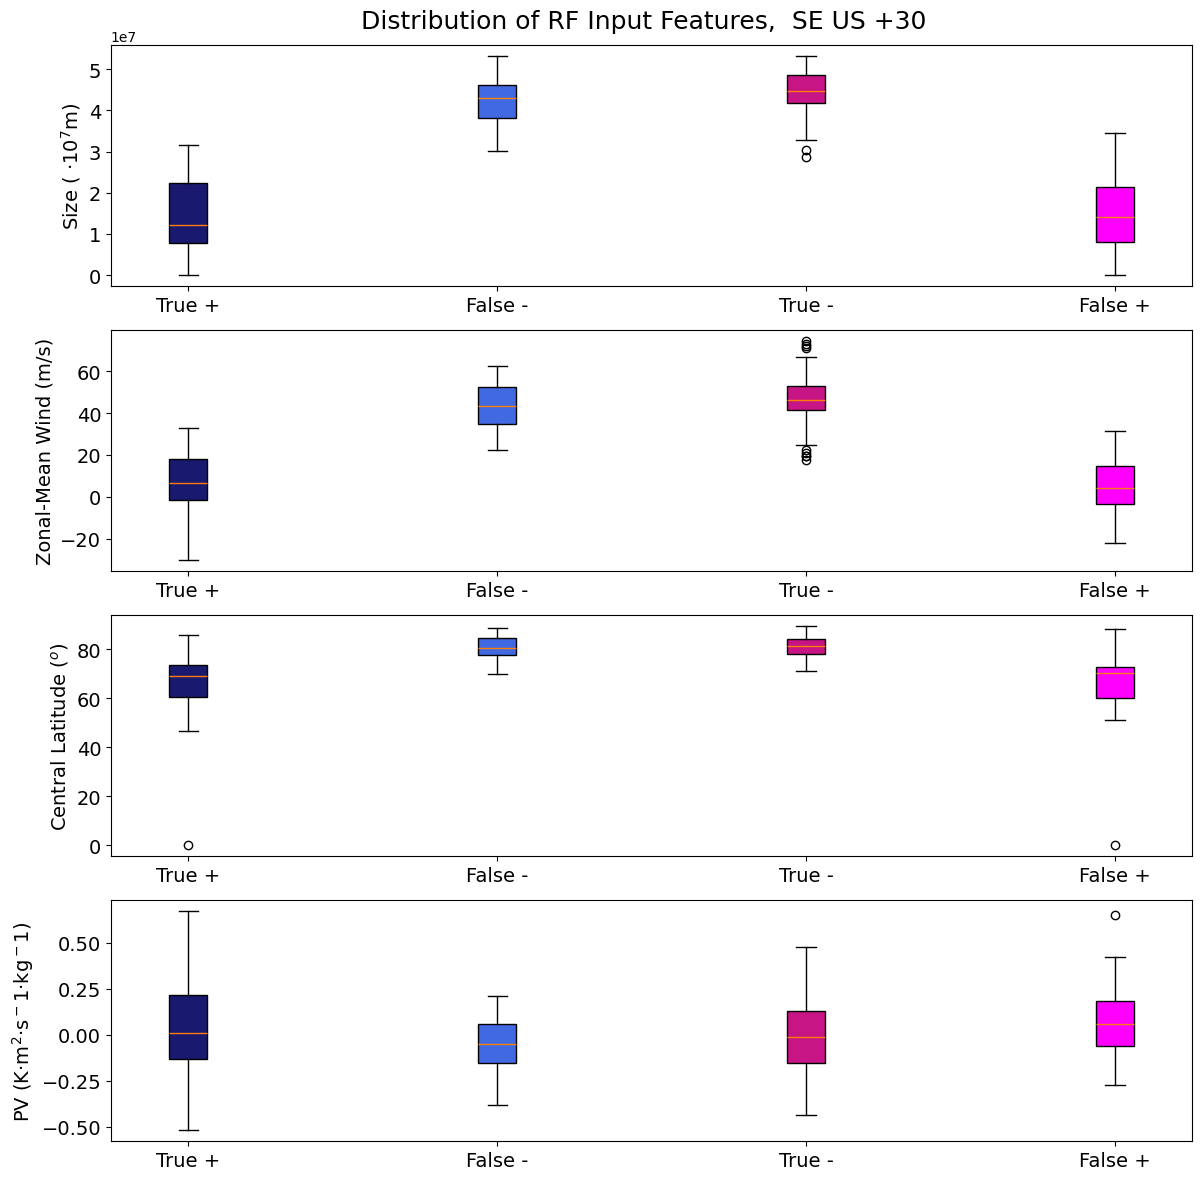 Distribution of RF Input Features,  SE US +30
1e7
Size ( ·10⁷m)
5
4
3
2
1
0
True +
False -
True -
False +
Zonal-Mean Wind (m/s)
60
40
20
0
−20
True +
False -
True -
False +
Central Latitude (ᵒ)
80
60
40
20
0
True +
False -
True -
False +
PV (K·m²·s⁻1·kg⁻1)
0.50
0.25
0.00
−0.25
−0.50
True +
False -
True -
False +